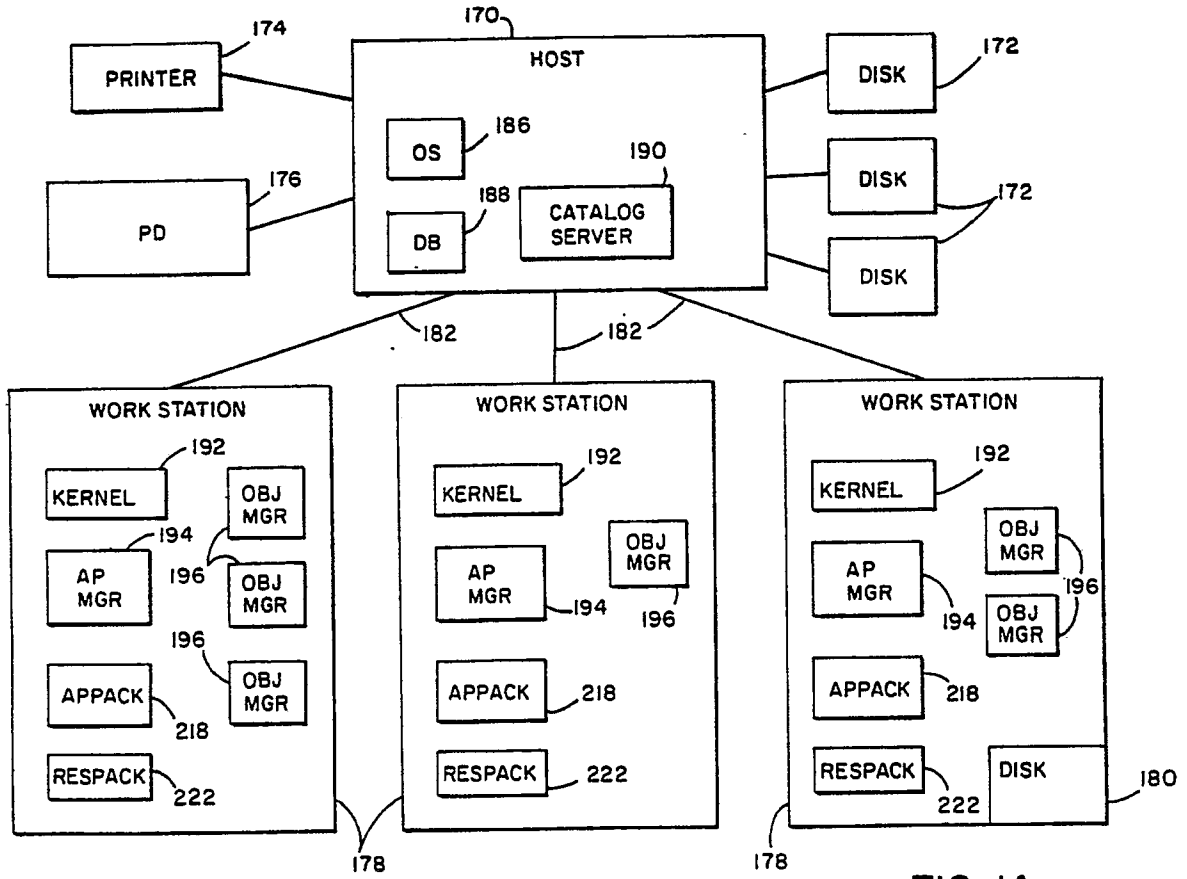 170
HOST
174
PRINTER
DISK
172
186
OS
190
176
PD
188
DB
CATALOG
SERVER
DISK
172
DISK
182
182
WORK STATION
192
KERNEL
OBJ
MGR
194
AP
MGR
196
OBJ
MGR
196
OBJ
MGR
APPACK
218
RESPACK
222
WORK STATION
192
KERNEL
OBJ
MGR
196
AP
MGR
194
APPACK
218
RESPACK
222
178
WORK STATION
192
KERNEL
OBJ
MGR
196
AP
MGR
194
OBJ
MGR
APPACK
218
RESPACK
222
DISK
180
178